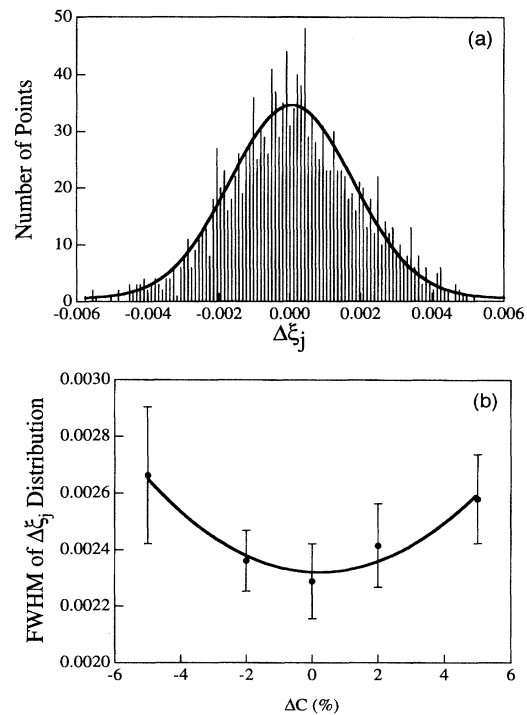 (a)
Number of Points
50
40
30
20
10
0
-0.006 -0.004 -0.002 0.000 0.002 0.004 0.006
Δξj
(b)
FWHM of Δξj Distribution
0.0030
0.0028
0.0026
0.0024
0.0022
0.0020
-6 -4 -2 0 2 4 6
ΔC (%)